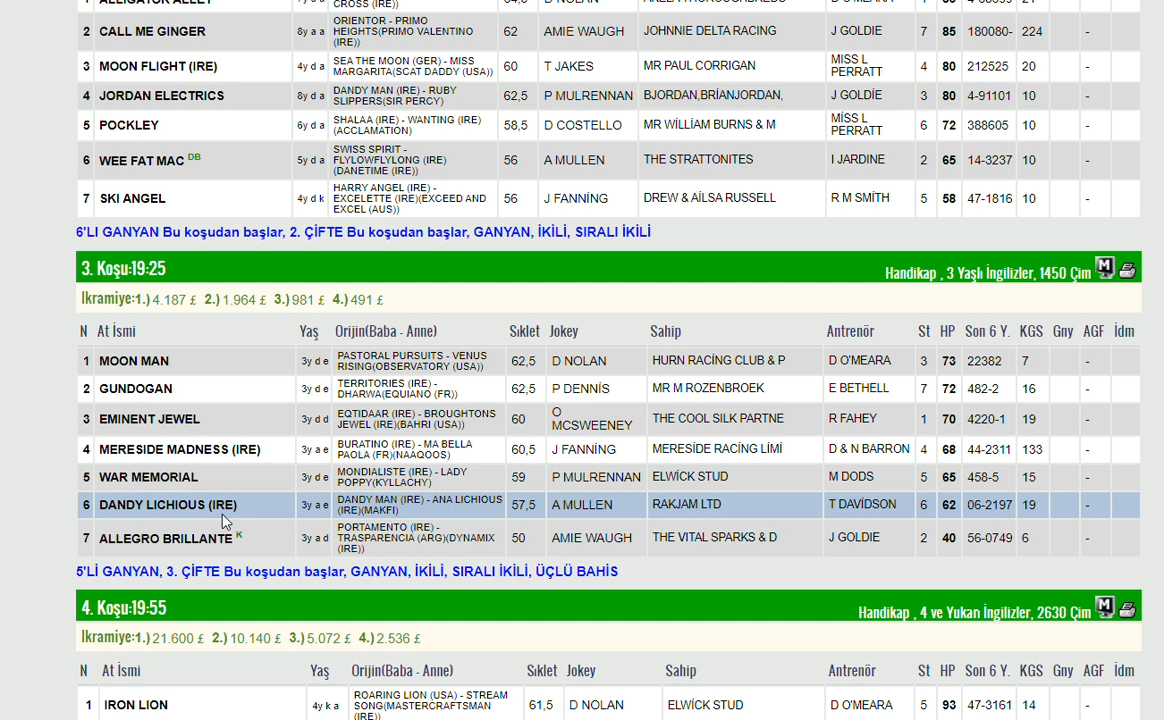 CROSS (IRE))
2 CALL ME GINGER 8y a a ORIENTOR - PRIMO HEIGHTS(PRIMO VALENTINO (IRE)) 62 AMIE WAUGH JOHNNIE DELTA RACING J GOLDIE 7 85 180080- 224 -
3 MOON FLIGHT (IRE) 4y d a SEA THE MOON (GER) - MISS MARGARITA(SCAT DADDY (USA)) 60 T JAKES MR PAUL CORRIGAN MISS L PERRATT 4 80 212525 20 -
4 JORDAN ELECTRICS 8y d a DANDY MAN (IRE) - RUBY SLIPPERS(SIR PERCY) 62,5 P MULRENNAN BJORDAN,BRİANJORDAN, J GOLDİE 3 80 4-91101 10 -
5 POCKLEY 6y d a SHALAA (IRE) - WANTING (IRE) (ACCLAMATION) 58,5 D COSTELLO MR WİLLİAM BURNS & M MİSS L PERRATT 6 72 388605 10 -
6 WEE FAT MAC DB 5y d a SWISS SPIRIT - FLYLOWFLYLONG (IRE) (DANETIME (IRE)) 56 A MULLEN THE STRATTONITES I JARDINE 2 65 14-3237 10 -
7 SKI ANGEL 4y d k HARRY ANGEL (IRE) - EXCELETTE (IRE)(EXCEED AND EXCEL (AUS)) 56 J FANNİNG DREW & AİLSA RUSSELL R M SMİTH 5 58 47-1816 10 -
6'LI GANYAN Bu koşudan başlar, 2. ÇİFTE Bu koşudan başlar, GANYAN, İKİLİ, SIRALI İKİLİ
3. Koşu:19:25 Handikap , 3 Yaşlı İngilizler, 1450 Çim M
İkramiye:1.) 4.187 £ 2.) 1.964 £ 3.) 981 £ 4.) 491 £
N At İsmi Yaş Orijin(Baba - Anne) Sıklet Jokey Sahip Antrenör St HP Son 6 Y. KGS Gny AGF İdm
1 MOON MAN 3y d e PASTORAL PURSUITS - VENUS RISING(OBSERVATORY (USA)) 62,5 D NOLAN HURN RACİNG CLUB & P D O'MEARA 3 73 22382 7 -
2 GUNDOGAN 3y d e TERRITORIES (IRE) - DHARWA(EQUIANO (FR)) 62,5 P DENNİS MR M ROZENBROEK E BETHELL 7 72 482-2 16 -
3 EMINENT JEWEL 3y d d EQTIDAAR (IRE) - BROUGHTONS JEWEL (IRE)(BAHRI (USA)) 60 O MCSWEENEY THE COOL SILK PARTNE R FAHEY 1 70 4220-1 19 -
4 MERESIDE MADNESS (IRE) 3y a e BURATINO (IRE) - MA BELLA PAOLA (FR)(NAAQOOS) 60,5 J FANNİNG MERESİDE RACİNG LİMİ D & N BARRON 4 68 44-2311 133 -
5 WAR MEMORIAL 3y d e MONDIALISTE (IRE) - LADY POPPY(KYLLACHY) 59 P MULRENNAN ELWİCK STUD M DODS 5 65 458-5 15 -
6 DANDY LICHIOUS (IRE) 3y a e DANDY MAN (IRE) - ANA LICHIOUS (IRE)(MAKFI) 57,5 A MULLEN RAKJAM LTD T DAVİDSON 6 62 06-2197 19 -
7 ALLEGRO BRILLANTE K 3y a d PORTAMENTO (IRE) - TRASPARENCIA (ARG)(DYNAMIX (IRE)) 50 AMIE WAUGH THE VITAL SPARKS & D J GOLDIE 2 40 56-0749 6 -
5'Lİ GANYAN, 3. ÇİFTE Bu koşudan başlar, GANYAN, İKİLİ, SIRALI İKİLİ, ÜÇLÜ BAHİS
4. Koşu:19:55 Handikap , 4 ve Yukarı İngilizler, 2630 Çim M
İkramiye:1.) 21.600 £ 2.) 10.140 £ 3.) 5.072 £ 4.) 2.536 £
N At İsmi Yaş Orijin(Baba - Anne) Sıklet Jokey Sahip Antrenör St HP Son 6 Y. KGS Gny AGF İdm
1 IRON LION 4y k a ROARING LION (USA) - STREAM SONG(MASTERCRAFTSMAN (IRE)) 61,5 D NOLAN ELWİCK STUD D O'MEARA 5 93 47-3161 14 -